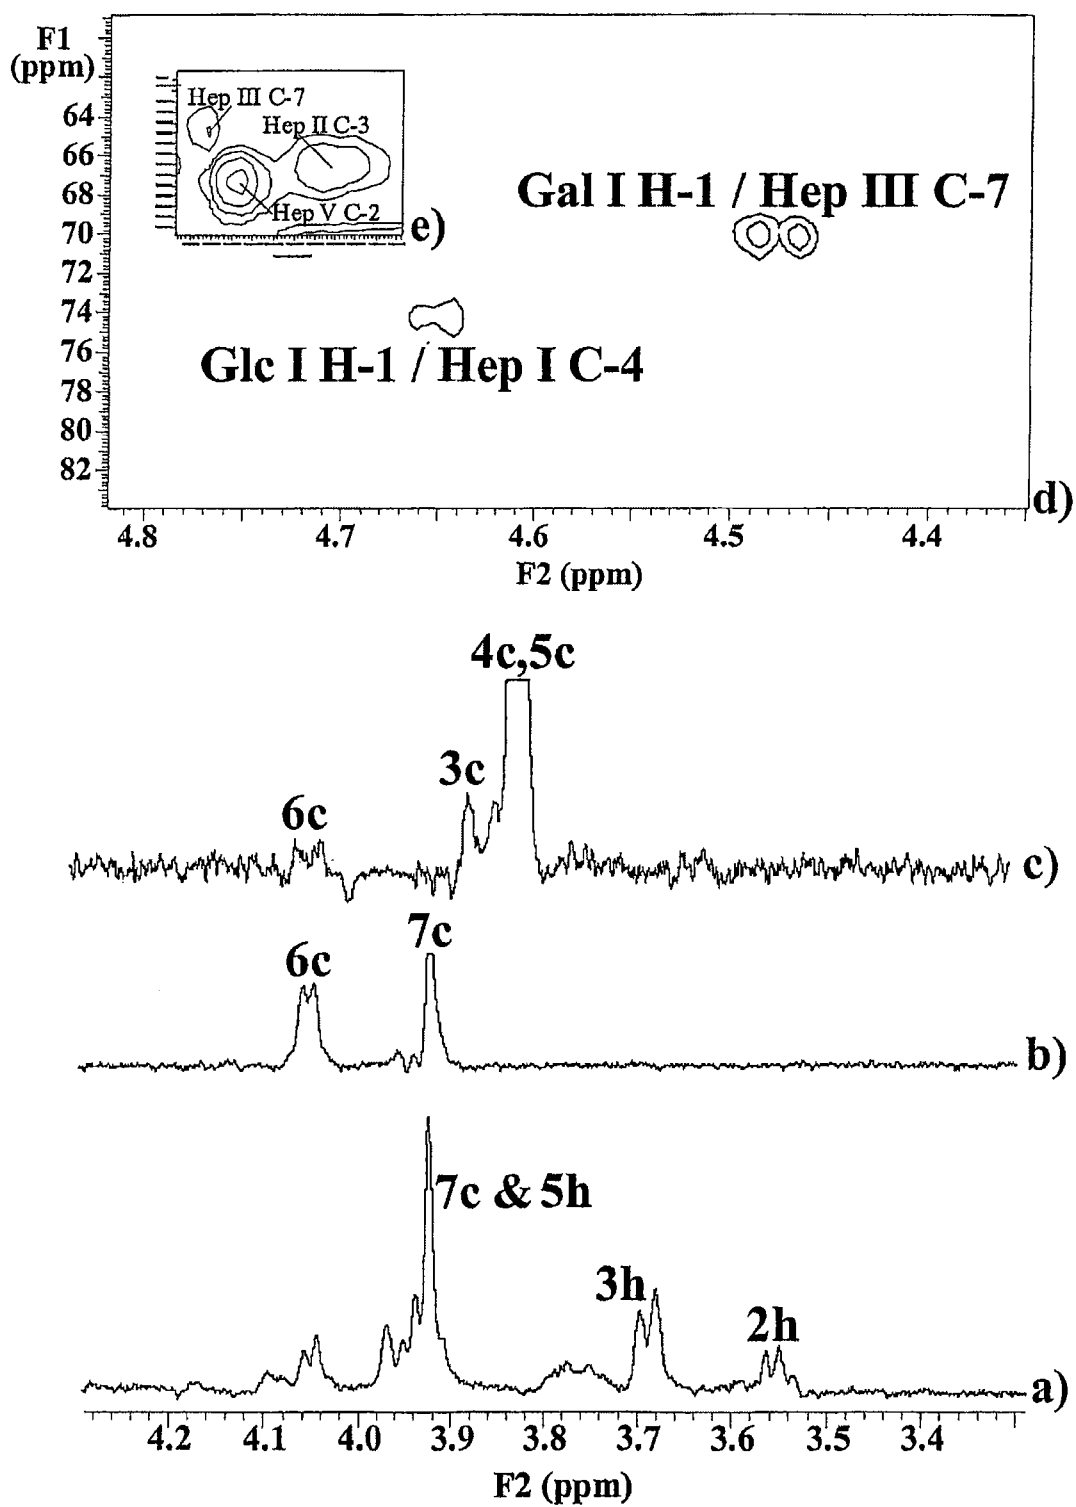 F1
(ppm)
64
66
68
70
72
74
76
78
80
82
Hep III C-7
Hep II C-3
Hep V C-2
e)
Gal I H-1 / Hep III C-7
Glc I H-1 / Hep I C-4
d)
4.8 4.7 4.6 4.5 4.4
F2 (ppm)
4c,5c
3c
6c
c)
7c
6c
b)
7c & 5h
3h
2h
a)
4.2 4.1 4.0 3.9 3.8 3.7 3.6 3.5 3.4
F2 (ppm)